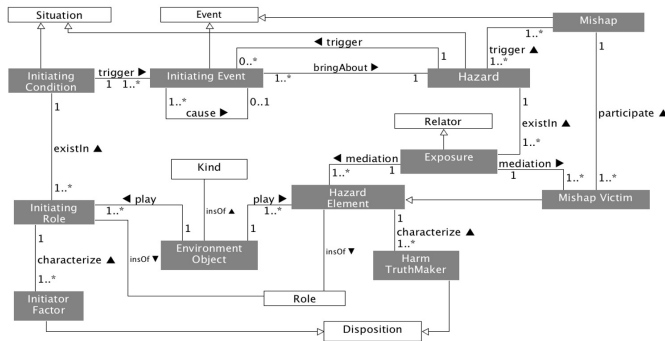 Situation
Event
Mishap
◄ trigger
1
1..*
trigger ▲
1..*
0..*
1
Initiating
Condition
trigger ►
1
1..*
Initiating Event
bringAbout ►
1..*
1
Hazard
1
1..*
0..1
cause ►
1
1
Relator
existIn ▲
1..*
participate ▲
existIn ▲
Kind
◄ mediation
Exposure
mediation ►
1..*
1
1
1..*
1..*
1..*
Initiating
Role
◄ play
1..*
insOf ▲
play ►
1..*
Hazard
Element
Mishap Victim
1
1
1
1
characterize ▲
1..*
insOf ▼
Environment
Object
insOf ▼
characterize ▲
1..*
Harm
TruthMaker
Initiator
Factor
Role
Disposition